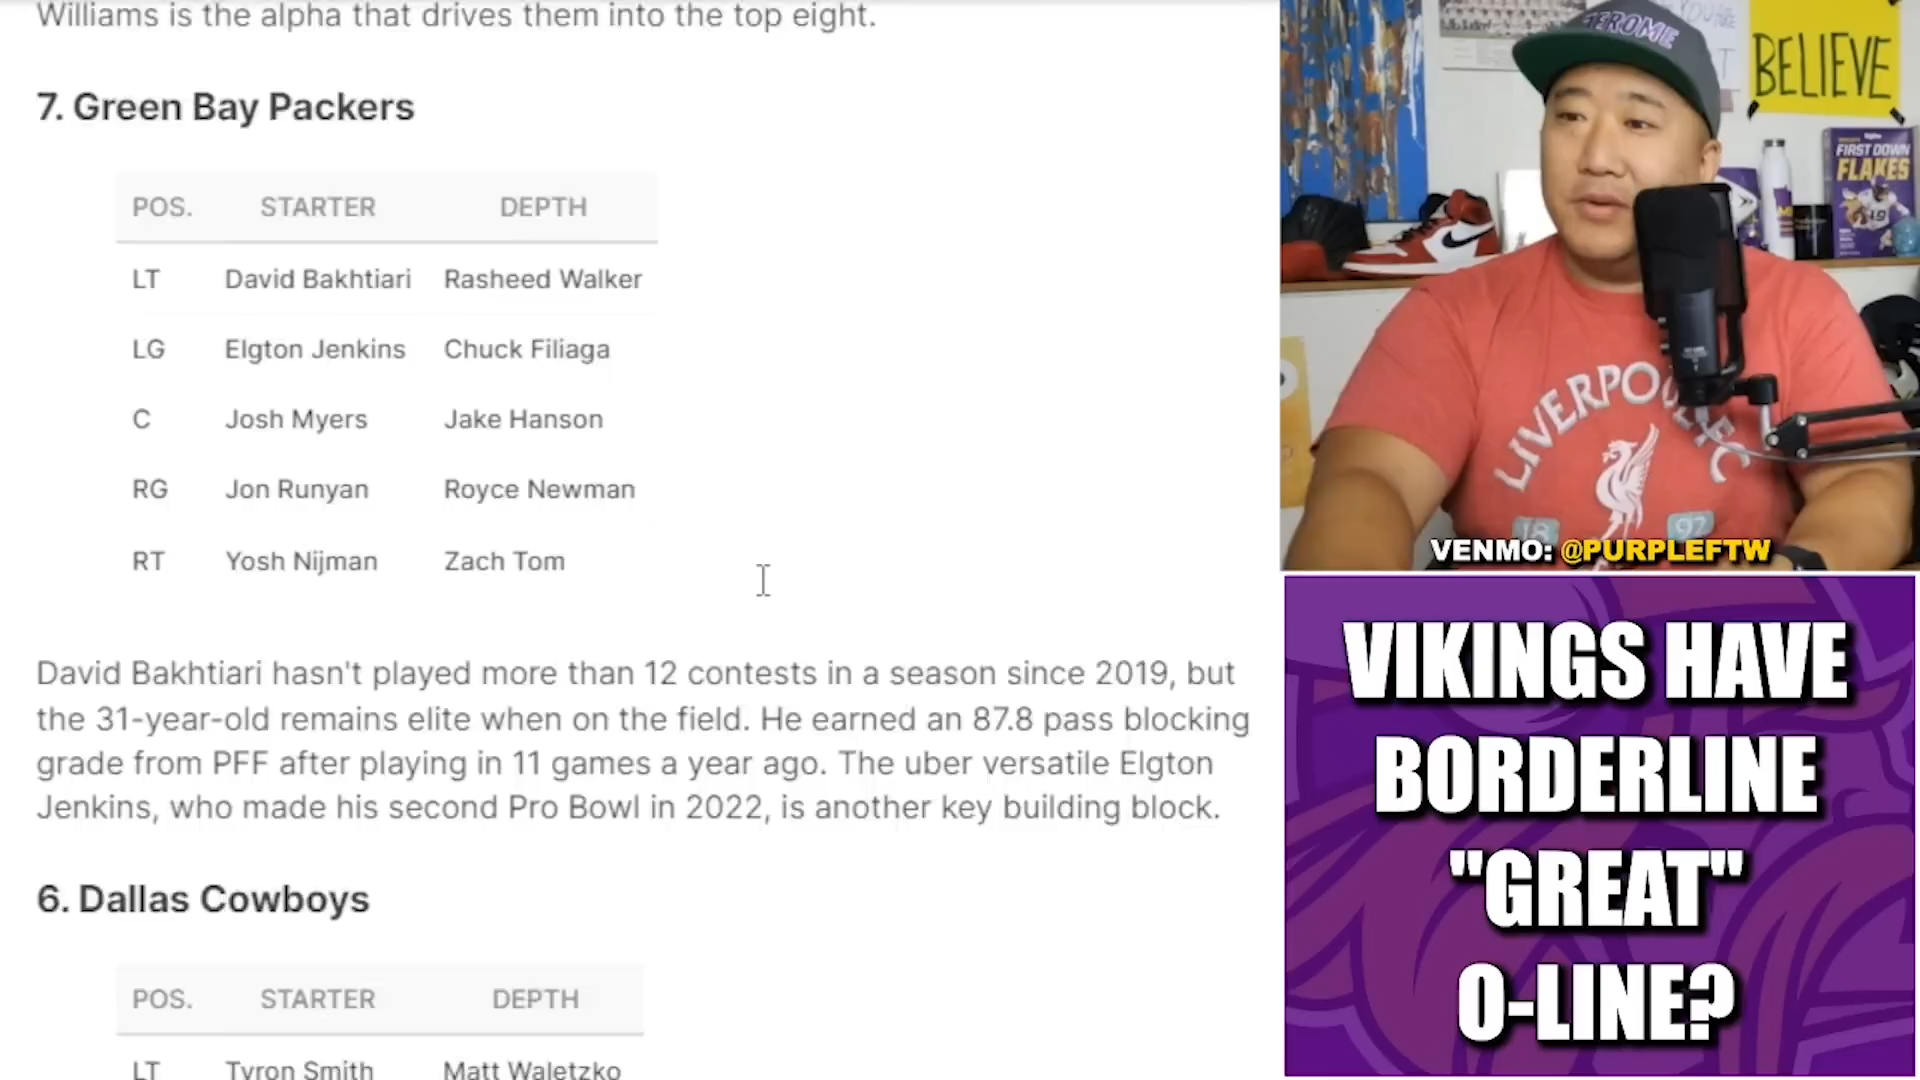 Williams is the alpha that drives them into the top eight.
7. Green Bay Packers
POS. STARTER DEPTH
LT David Bakhtiari Rasheed Walker
LG Elgton Jenkins Chuck Filiaga
C Josh Myers Jake Hanson
RG Jon Runyan Royce Newman
RT Yosh Nijman Zach Tom
David Bakhtiari hasn't played more than 12 contests in a season since 2019, but
the 31-year-old remains elite when on the field. He earned an 87.8 pass blocking
grade from PFF after playing in 11 games a year ago. The uber versatile Elgton
Jenkins, who made his second Pro Bowl in 2022, is another key building block.
6. Dallas Cowboys
POS. STARTER DEPTH
LT Tyron Smith Matt Waletzko
JEROME
BELIEVE
FIRST DOWN
FLAKES
19
LIVERPOOL FC
18 97
VENMO: @PURPLEFTW
VIKINGS HAVE
BORDERLINE
"GREAT"
O-LINE?